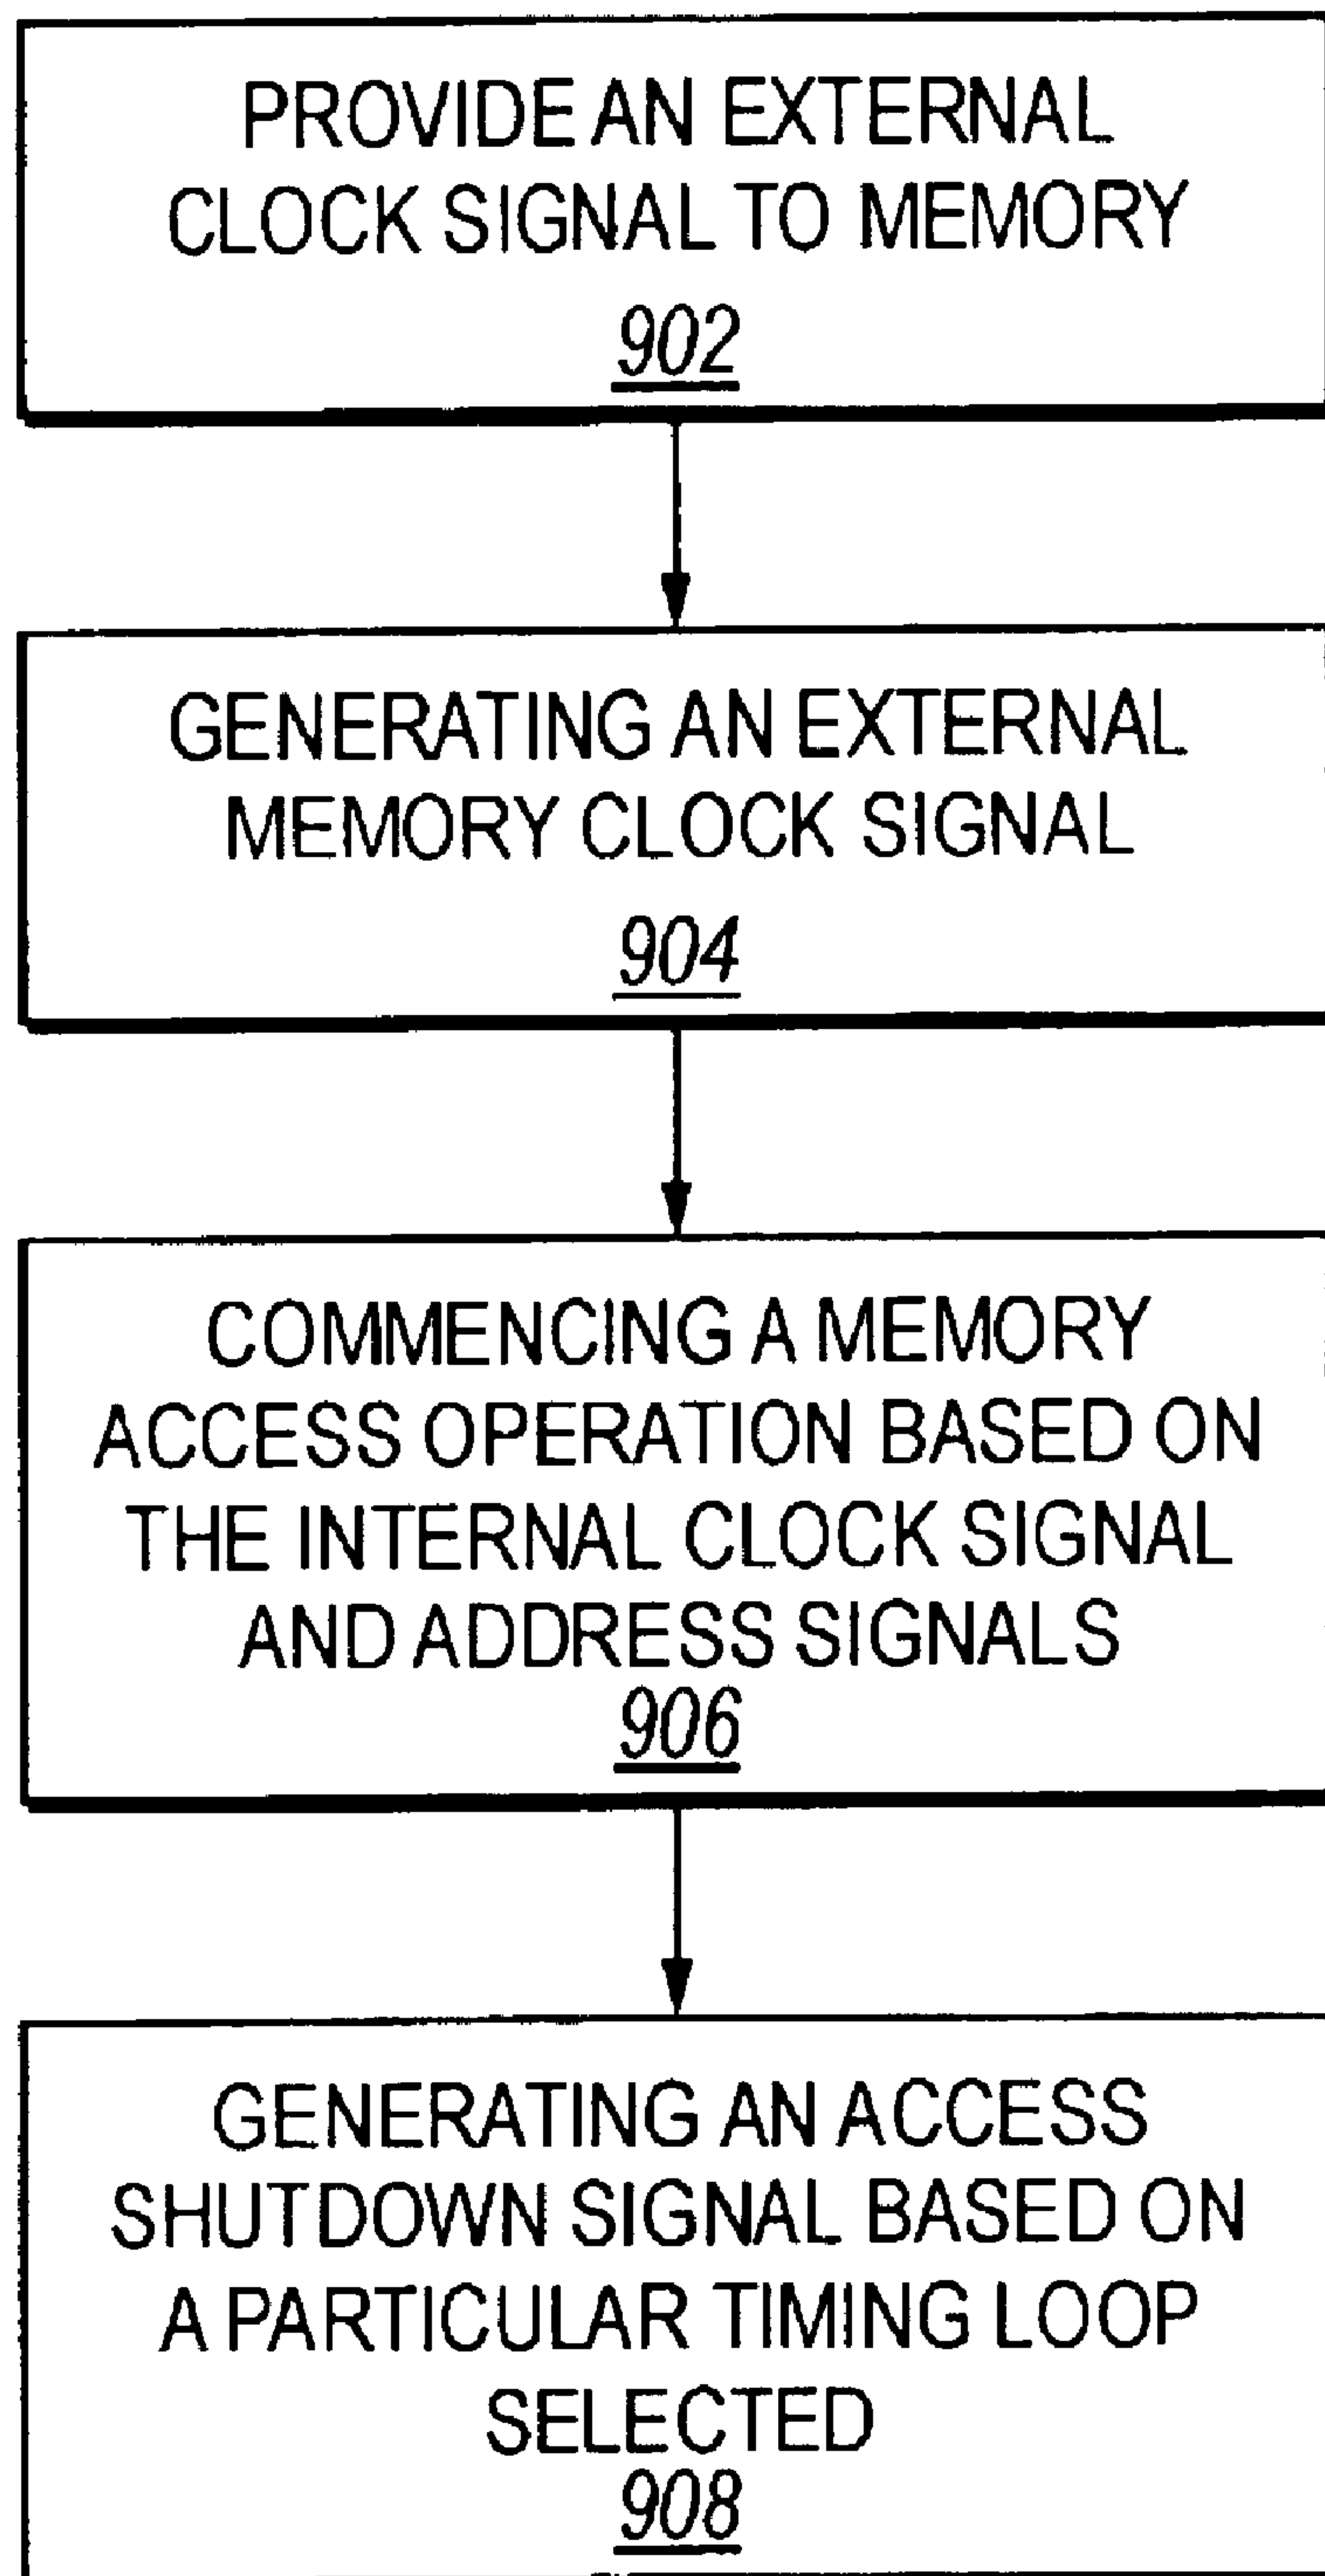 PROVIDE AN EXTERNAL
CLOCK SIGNAL TO MEMORY
902
GENERATING AN EXTERNAL
MEMORY CLOCK SIGNAL
904
COMMENCING A MEMORY
ACCESS OPERATION BASED ON
THE INTERNAL CLOCK SIGNAL
AND ADDRESS SIGNALS
906
GENERATING AN ACCESS
SHUTDOWN SIGNAL BASED ON
A PARTICULAR TIMING LOOP
SELECTED
908